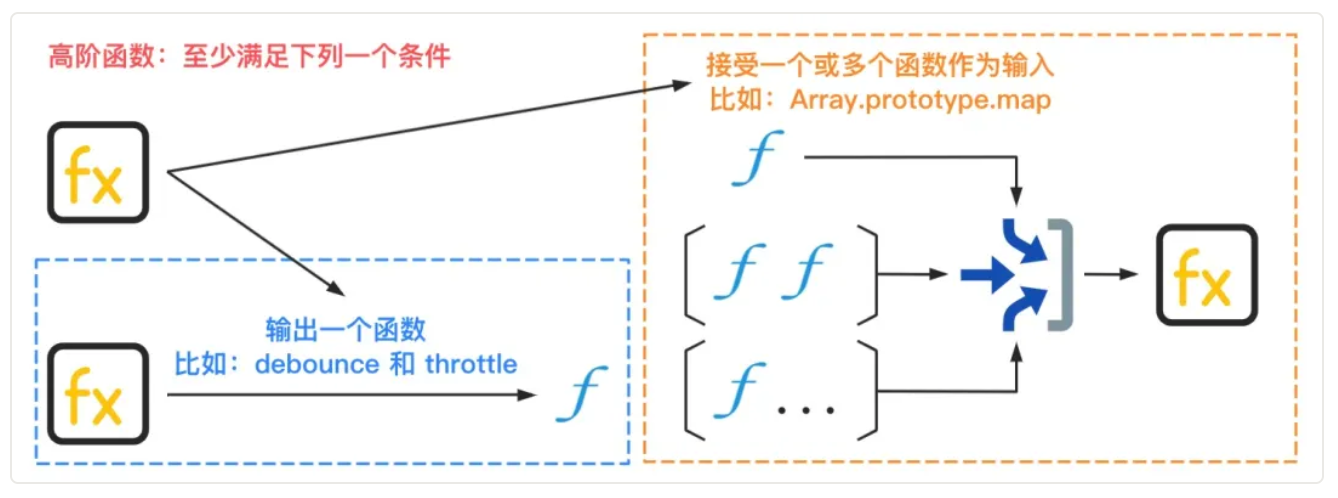 高阶函数：至少满足下列一个条件
接受一个或多个函数作为输入
比如：Array.prototype.map
fx
f
f f
fx
输出一个函数
比如：debounce 和 throttle
fx
f
f ...